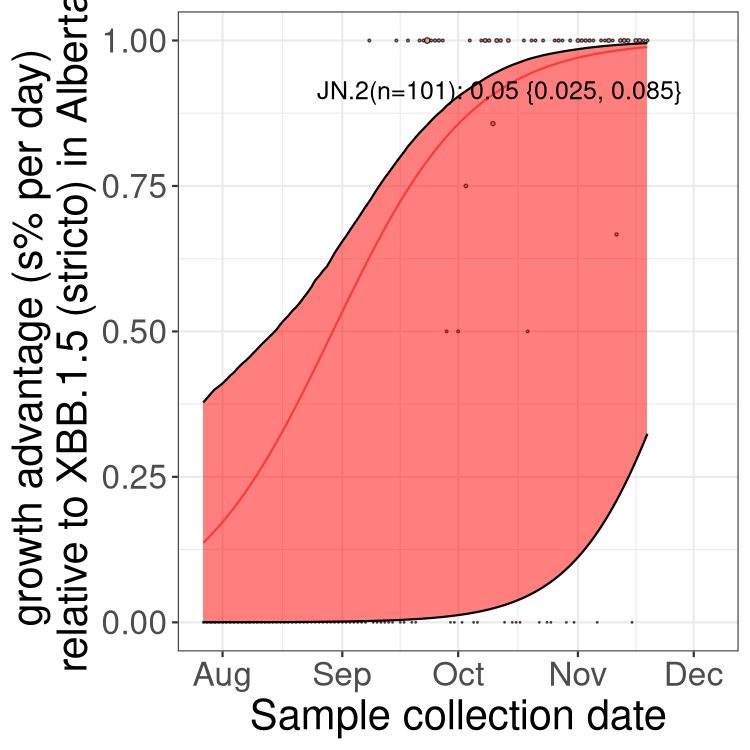 growth advantage (s% per day)
relative to XBB.1.5 (stricto) in Alberta
1.00
0.75
0.50
0.25
0.00
JN.2(n=101): 0.05 {0.025, 0.085}
Aug Sep Oct Nov Dec
Sample collection date